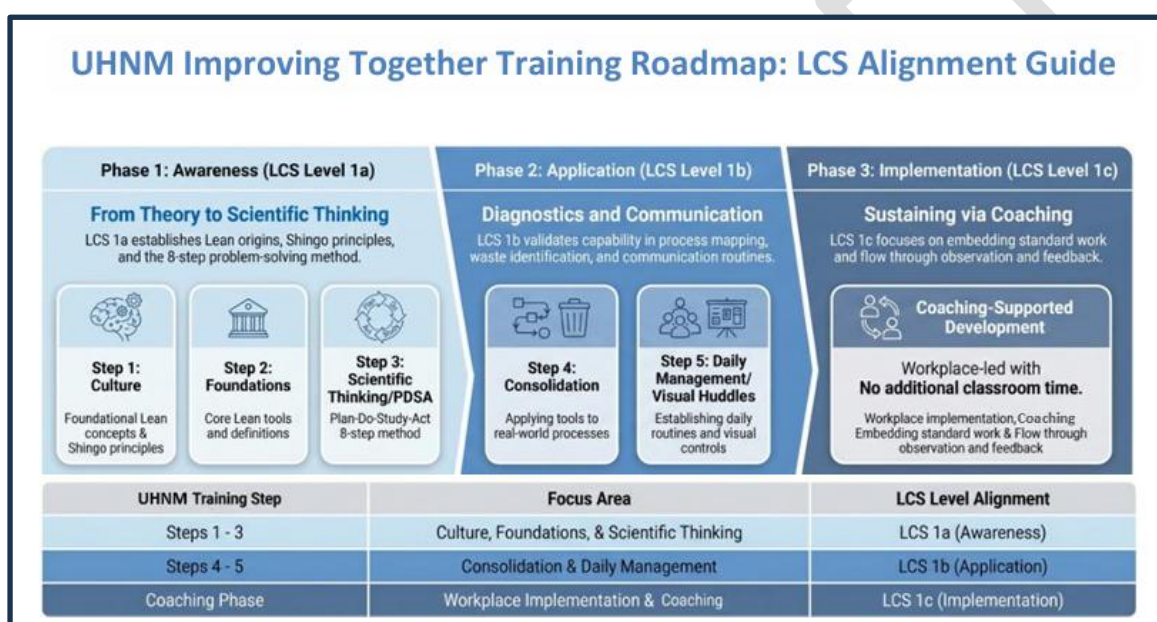 UHNM Improving Together Training Roadmap: LCS Alignment Guide
Phase 1: Awareness (LCS Level 1a)
From Theory to Scientific Thinking
LCS 1a establishes Lean origins, Shingo principles,
and the 8-step problem-solving method.
Step 1:
Culture
Foundational Lean
concepts &
Shingo principles
Step 2:
Foundations
Core Lean tools
and definitions
Step 3:
Scientific
Thinking/PDSA
Plan-Do-Study-Act
8-step method
Phase 2: Application (LCS Level 1b)
Diagnostics and Communication
LCS 1b validates capability in process mapping,
waste identification, and communication routines.
Step 4:
Consolidation
Applying tools to
real-world processes
Step 5: Daily
Management/
Visual Huddles
Establishing daily
routines and visual
controls
Phase 3: Implementation (LCS Level 1c)
Sustaining via Coaching
LCS 1c focuses on embedding standard work
and flow through observation and feedback.
Coaching-Supported
Development
Workplace-led with
No additional classroom time.
Workplace implementation,Coaching
Embedding standard work & Flow through
observation and feedback
UHNM Training Step Focus Area LCS Level Alignment
Steps 1 - 3 Culture, Foundations, & Scientific Thinking LCS 1a (Awareness)
Steps 4 - 5 Consolidation & Daily Management LCS 1b (Application)
Coaching Phase Workplace Implementation & Coaching LCS 1c (Implementation)